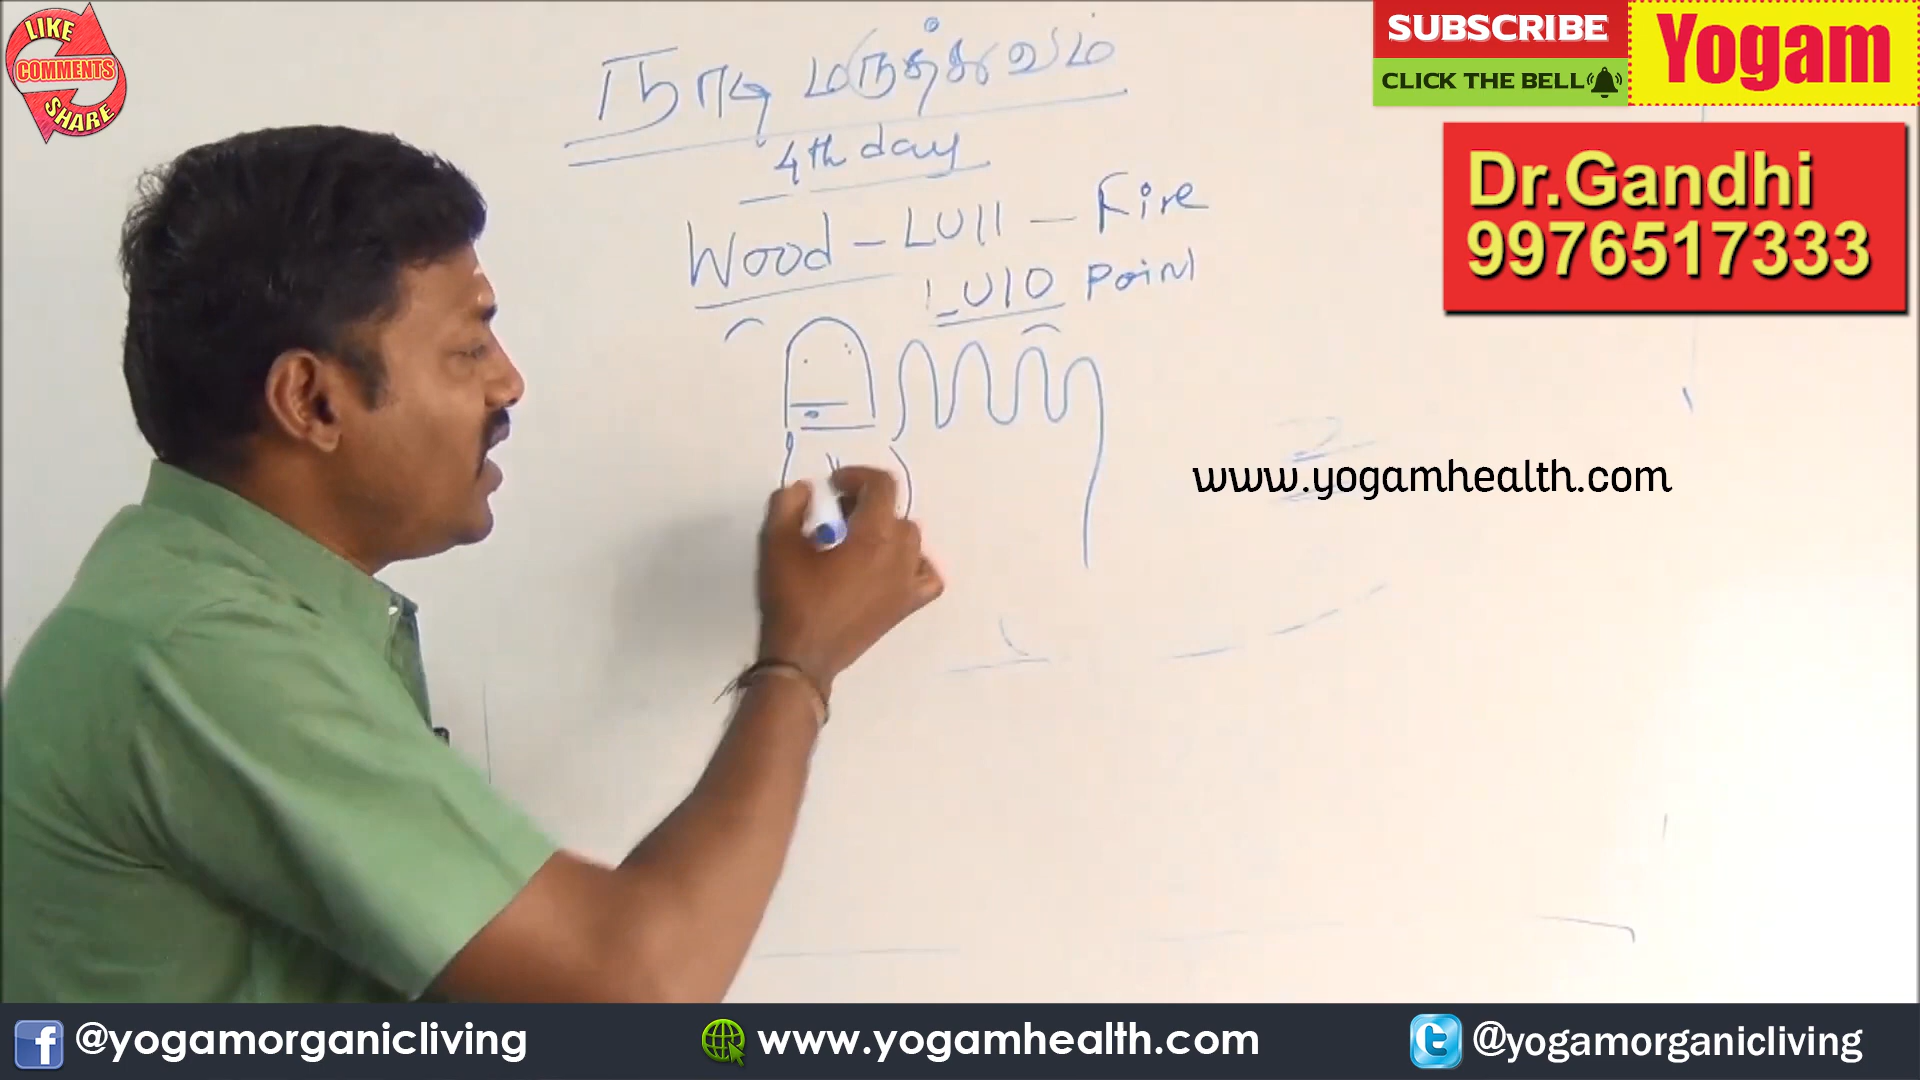 LIKE
COMMENTS
SHARE
நாடி மருத்துவம்
4th day
Wood - LU11 - Fire
LU10 Point
SUBSCRIBE
CLICK THE BELL
Yogam
Dr.Gandhi
9976517333
www.yogamhealth.com
@yogamorganicliving
www.yogamhealth.com
@yogamorganicliving